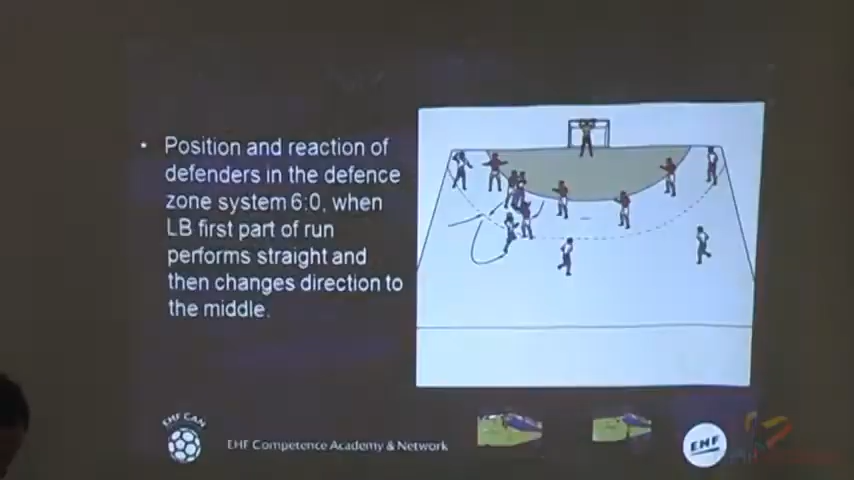 • Position and reaction of
defenders in the defence
zone system 6:0, when
LB first part of run
performs straight and
then changes direction to
the middle.
EHF CAN
EHF Competence Academy & Network
EHF